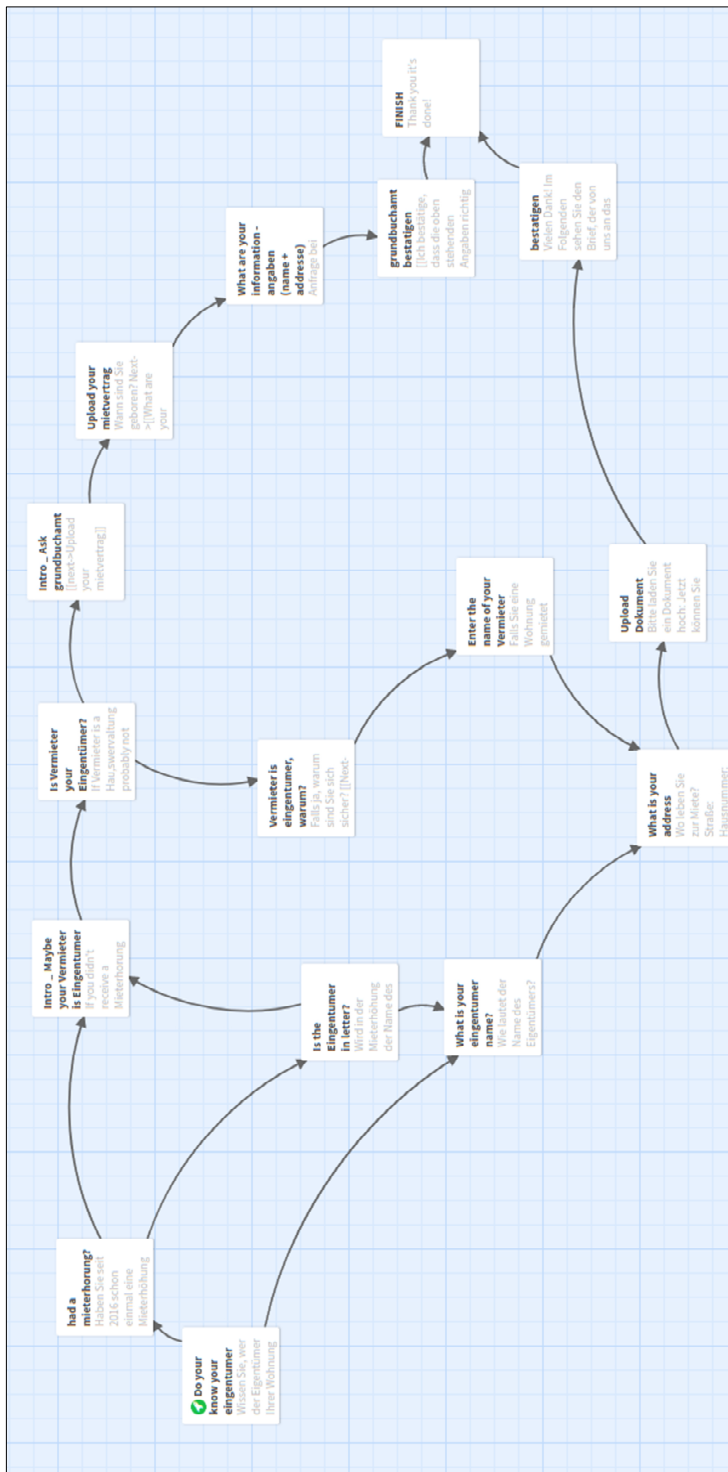 Do your
know your
eingentumer
Wissen Sie, wer
der Eigentümer
Ihrer Wohnung
had a
mieterhorung?
Haben Sie seit
2016 schon
einmal eine
Mieterhöhung
Intro _ Maybe
your Vermieter
is Eingentumer
If you didn't
receive a
Mieterhorung
Is the
Eingentumer
in letter?
Wird in der
Mieterhöhung
der Name des
What is your
eingentumer
name?
Wie lautet der
Name des
Eigentümers?
Is Vermieter
your
Eingentümer?
If Vermieter is a
Hau,swervaltung
probably not
Vermieter is
eingentumer,
warum?
Falls ja, warum
sind Sie sich
sicher? [[Next-
What is your
address
Wo leben Sie
zur Miete?
Straße:
Hausnummer:
Intro _ Ask
grundbuchamt
[[next->Upload
your
mietvertrag]]
Enter the
name of your
Vermieter
Falls Sie eine
Wohnung
gemietet
Upload
Dokument
Bitte laden Sie
ein Dokument
hoch: Jetzt
können Sie
Upload your
mietvertrag
Wann sind Sie
geboren? Next-
>[[What are
your
What are your
information -
angaben
(name +
addresse)
Anfrage bei
grundbuchamt
bestatigen
[[Ich bestätige,
dass die oben
stehenden
Angaben richtig
bestatigen
Vielen Dank! Im
Folgenden
sehen Sie den
Brief, der von
uns an das
FINISH
Thank you it's
done!